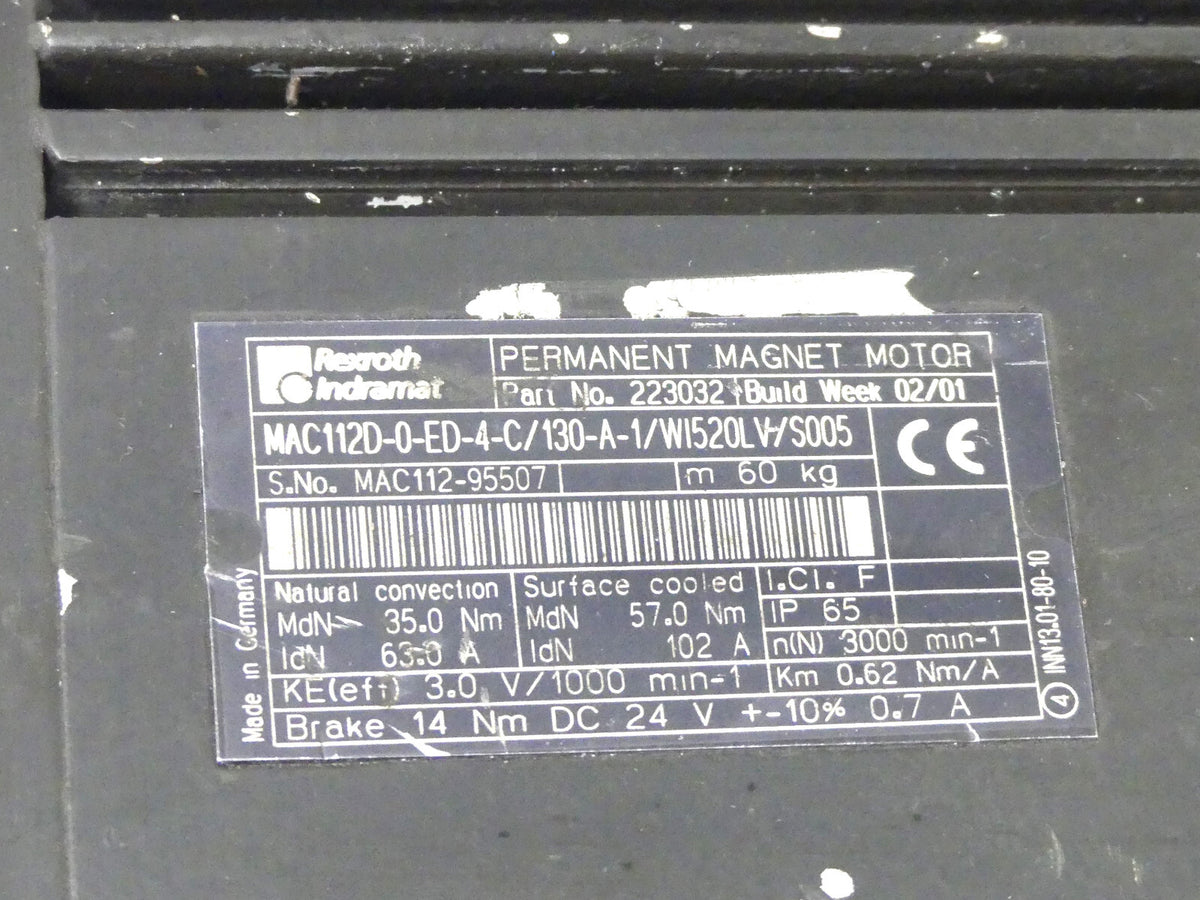 Rexroth
Indramat
PERMANENT MAGNET MOTOR
Part No. 223032 Build Week 02/01
MAC112D-0-ED-4-C/130-A-1/WI520LV/S005
CE
S.No. MAC112-95507
m 60 kg
Natural convection
MdN 35.0 Nm
IdN 63.0 A
Surface cooled
MdN 57.0 Nm
IdN 102 A
I.Cl. F
IP 65
n(N) 3000 min-1
KE(eff) 3.0 V/1000 min-1
Km 0.62 Nm/A
Brake 14 Nm DC 24 V +-10% 0.7 A
Made in Germany
4 INN13.01-80-10